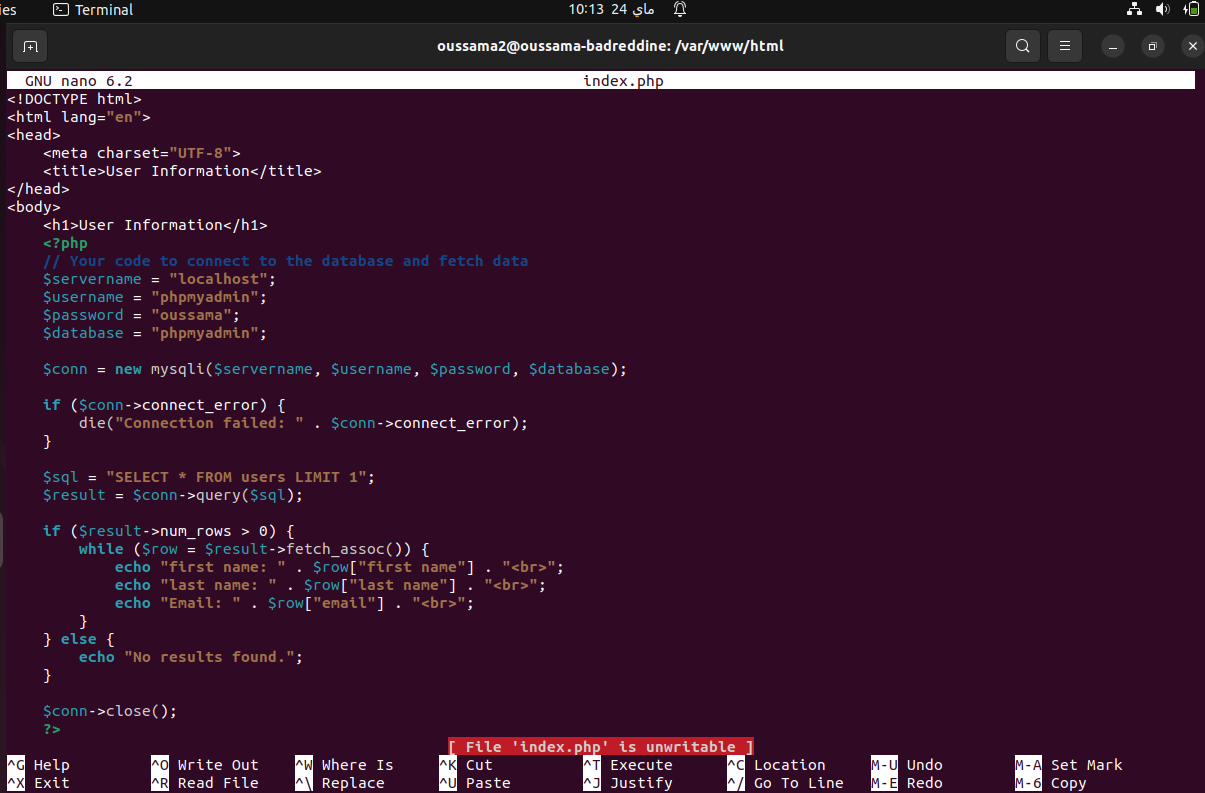 ies Terminal 10:13 24 ماي
oussama2@oussama-badreddine: /var/www/html
GNU nano 6.2 index.php
<!DOCTYPE html>
<html lang="en">
<head>
    <meta charset="UTF-8">
    <title>User Information</title>
</head>
<body>
    <h1>User Information</h1>
    <?php
    // Your code to connect to the database and fetch data
    $servername = "localhost";
    $username = "phpmyadmin";
    $password = "oussama";
    $database = "phpmyadmin";
    $conn = new mysqli($servername, $username, $password, $database);
    if ($conn->connect_error) {
        die("Connection failed: " . $conn->connect_error);
    }
    $sql = "SELECT * FROM users LIMIT 1";
    $result = $conn->query($sql);
    if ($result->num_rows > 0) {
        while ($row = $result->fetch_assoc()) {
            echo "first name: " . $row["first name"] . "<br>";
            echo "last name: " . $row["last name"] . "<br>";
            echo "Email: " . $row["email"] . "<br>";
        }
    } else {
        echo "No results found.";
    }
    $conn->close();
    ?>
[ File 'index.php' is unwritable ]
^G Help ^O Write Out ^W Where Is ^K Cut ^T Execute ^C Location M-U Undo M-A Set Mark
^X Exit ^R Read File ^\ Replace ^U Paste ^J Justify ^/ Go To Line M-E Redo M-6 Copy